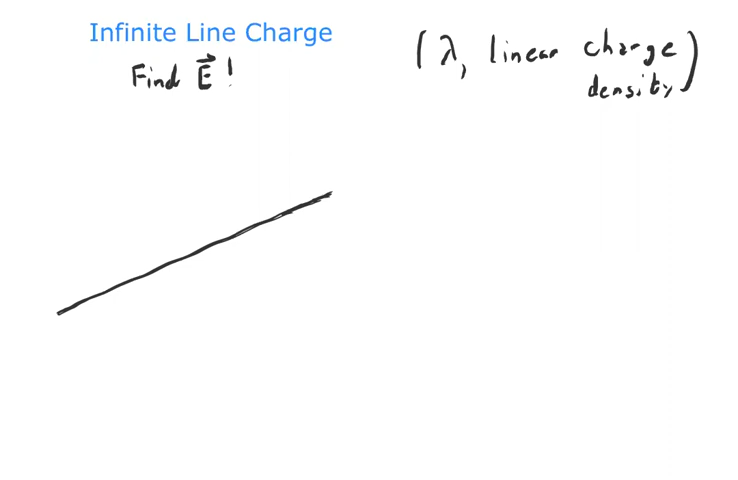 Infinite Line Charge
Find E⃗ !
(λ, linear charge
density)